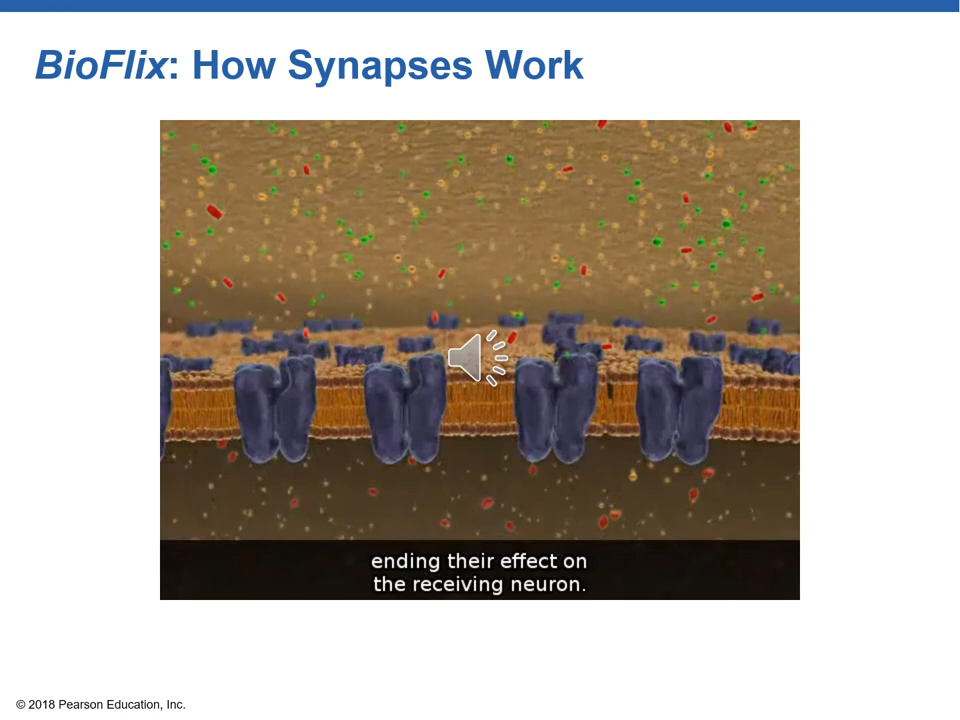 BioFlix: How Synapses Work
ending their effect on
the receiving neuron.
© 2018 Pearson Education, Inc.